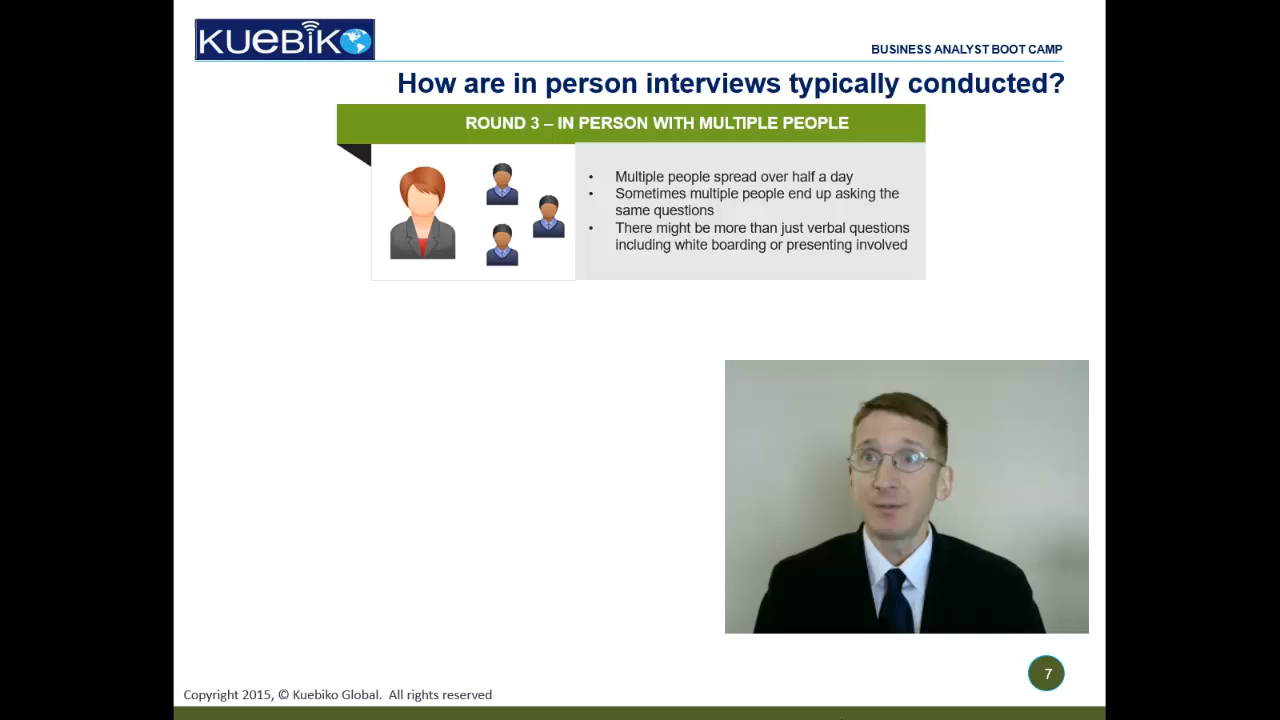 KUEBIKO
BUSINESS ANALYST BOOT CAMP
How are in person interviews typically conducted?
ROUND 3 – IN PERSON WITH MULTIPLE PEOPLE
• Multiple people spread over half a day
• Sometimes multiple people end up asking the
same questions
• There might be more than just verbal questions
including white boarding or presenting involved
7
Copyright 2015, © Kuebiko Global. All rights reserved